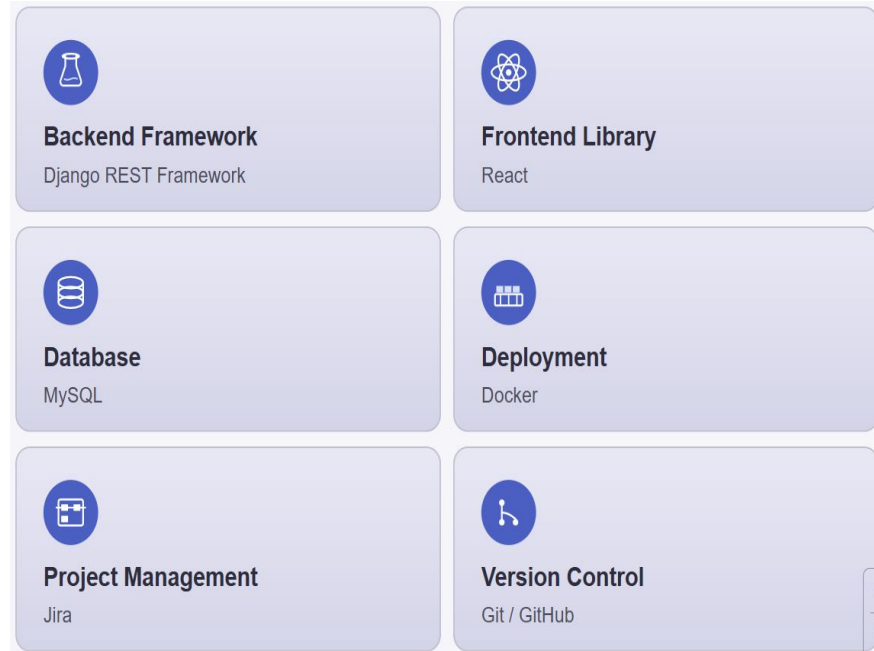 Backend Framework
Django REST Framework
Frontend Library
React
Database
MySQL
Deployment
Docker
Project Management
Jira
Version Control
Git / GitHub